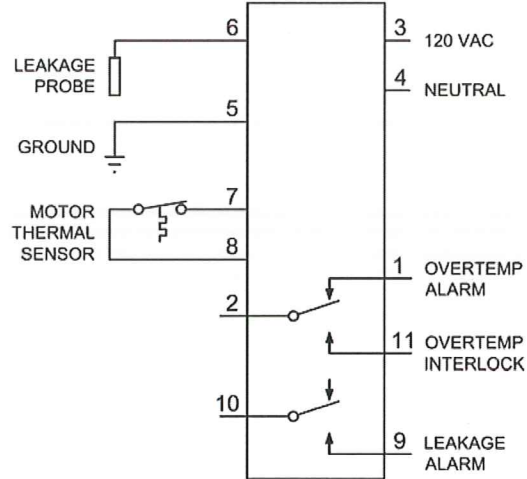 6
LEAKAGE
PROBE
5
GROUND
7
MOTOR
THERMAL
SENSOR
8
2
10
3 120 VAC
4 NEUTRAL
1 OVERTEMP
ALARM
11 OVERTEMP
INTERLOCK
9 LEAKAGE
ALARM